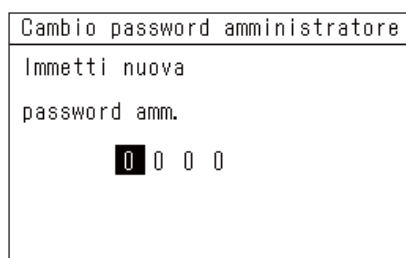 Cambio password amministratore
Immetti nuova
password amm.
0 0 0 0